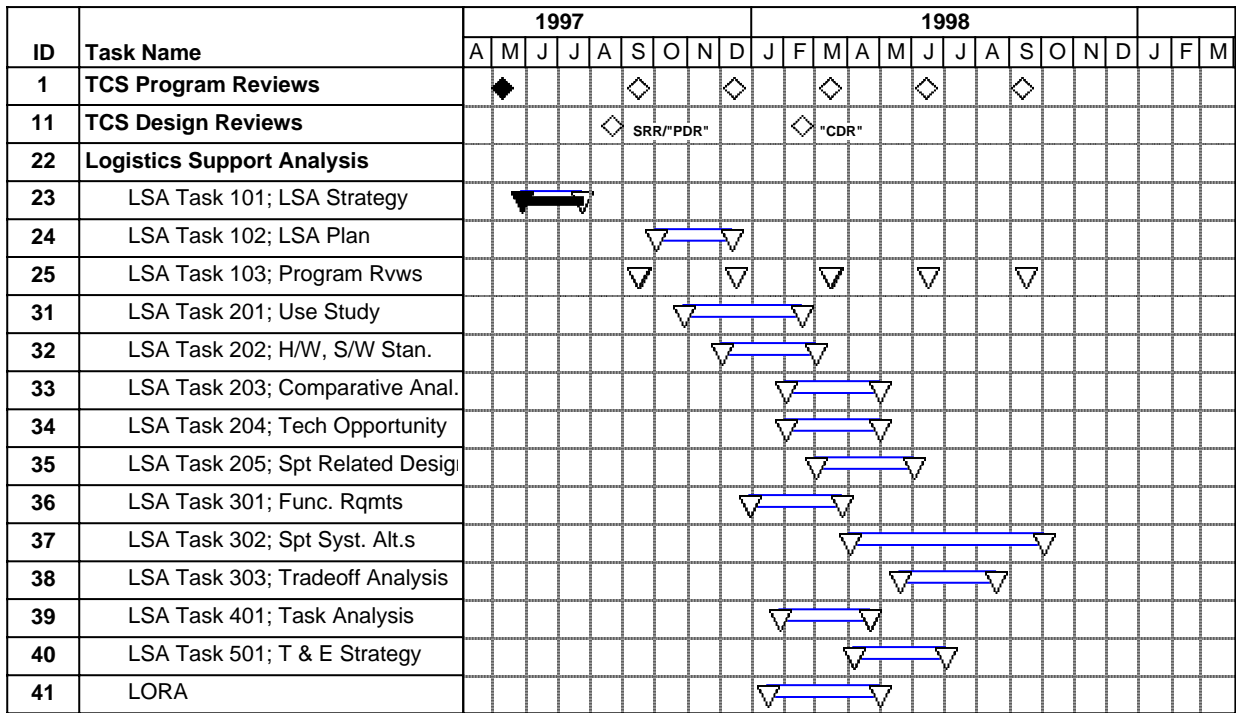 1997 1998
ID Task Name A M J J A S O N D J F M A M J J A S O N D J F M
1 TCS Program Reviews
11 TCS Design Reviews SRR/"PDR" "CDR"
22 Logistics Support Analysis
23 LSA Task 101; LSA Strategy
24 LSA Task 102; LSA Plan
25 LSA Task 103; Program Rvws
31 LSA Task 201; Use Study
32 LSA Task 202; H/W, S/W Stan.
33 LSA Task 203; Comparative Anal.
34 LSA Task 204; Tech Opportunity
35 LSA Task 205; Spt Related Desig
36 LSA Task 301; Func. Rqmts
37 LSA Task 302; Spt Syst. Alt.s
38 LSA Task 303; Tradeoff Analysis
39 LSA Task 401; Task Analysis
40 LSA Task 501; T & E Strategy
41 LORA